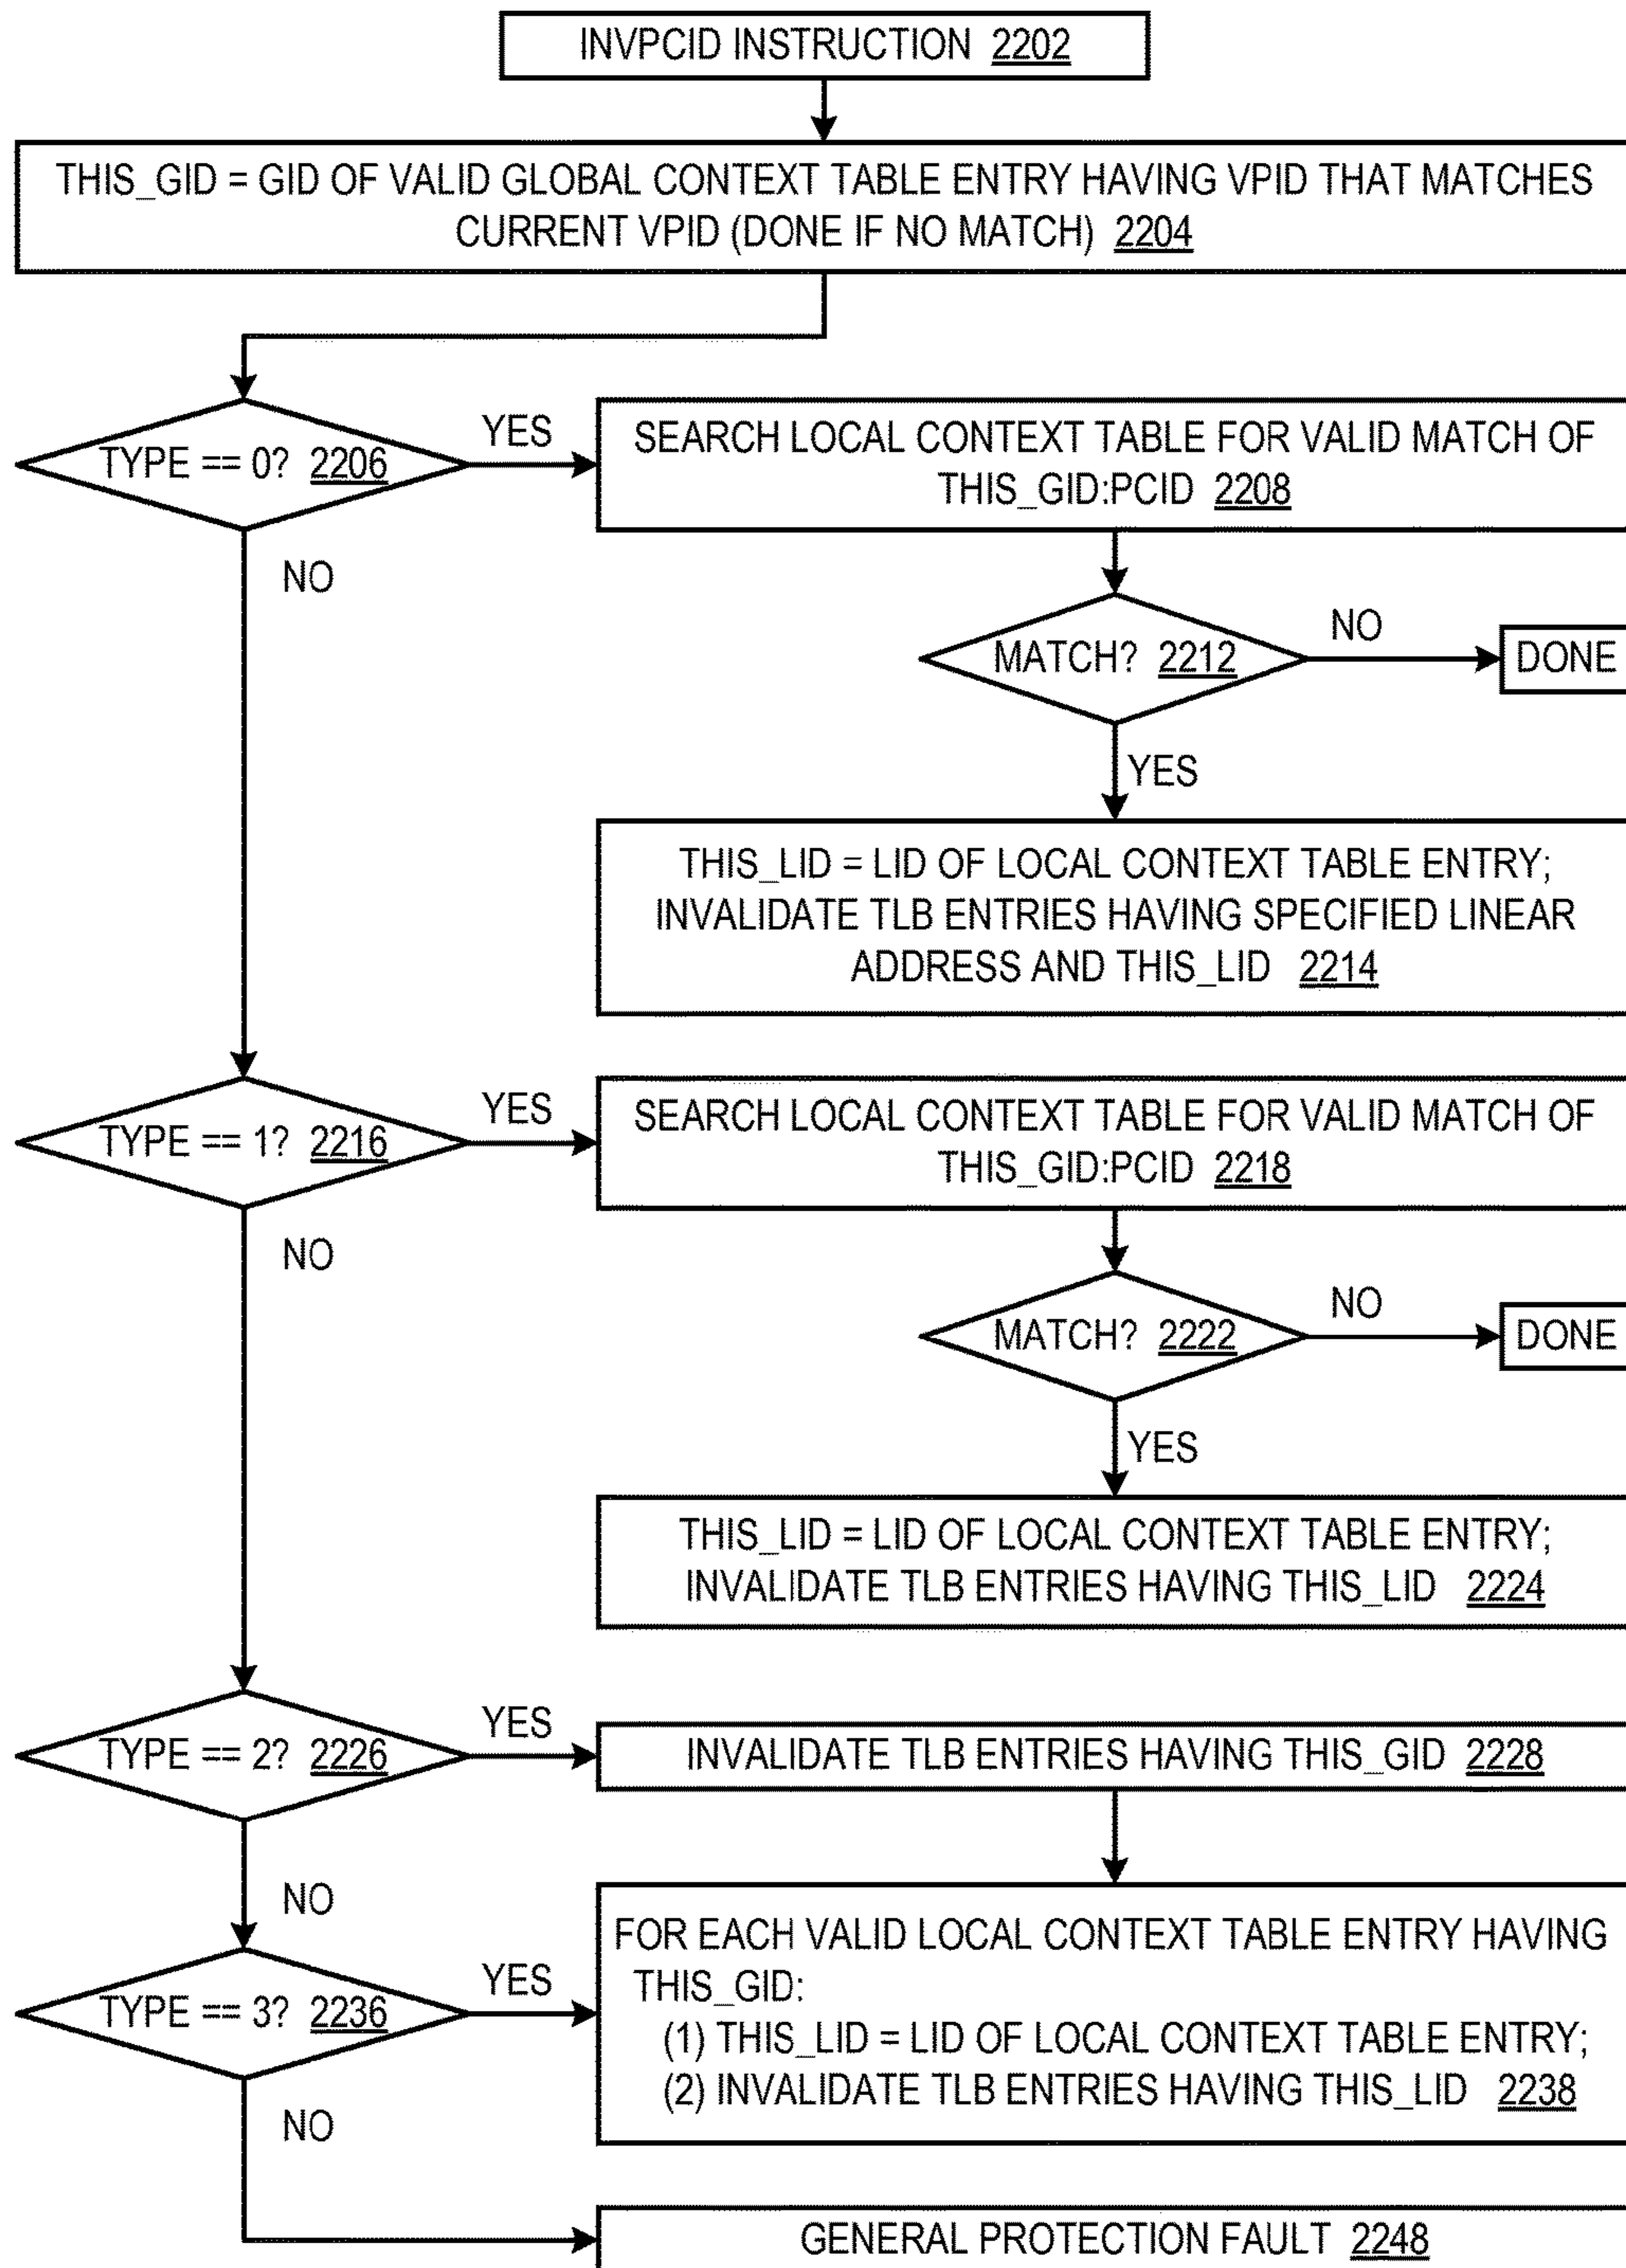 INVPCID INSTRUCTION 2202
THIS_GID = GID OF VALID GLOBAL CONTEXT TABLE ENTRY HAVING VPID THAT MATCHES
CURRENT VPID (DONE IF NO MATCH) 2204
TYPE == 0? 2206
YES
SEARCH LOCAL CONTEXT TABLE FOR VALID MATCH OF
THIS_GID:PCID 2208
NO
MATCH? 2212
NO
DONE
YES
THIS_LID = LID OF LOCAL CONTEXT TABLE ENTRY;
INVALIDATE TLB ENTRIES HAVING SPECIFIED LINEAR
ADDRESS AND THIS_LID 2214
TYPE == 1? 2216
YES
SEARCH LOCAL CONTEXT TABLE FOR VALID MATCH OF
THIS_GID:PCID 2218
NO
MATCH? 2222
NO
DONE
YES
THIS_LID = LID OF LOCAL CONTEXT TABLE ENTRY;
INVALIDATE TLB ENTRIES HAVING THIS_LID 2224
TYPE == 2? 2226
YES
INVALIDATE TLB ENTRIES HAVING THIS_GID 2228
NO
TYPE == 3? 2236
YES
FOR EACH VALID LOCAL CONTEXT TABLE ENTRY HAVING
THIS_GID:
(1) THIS_LID = LID OF LOCAL CONTEXT TABLE ENTRY;
(2) INVALIDATE TLB ENTRIES HAVING THIS_LID 2238
NO
GENERAL PROTECTION FAULT 2248